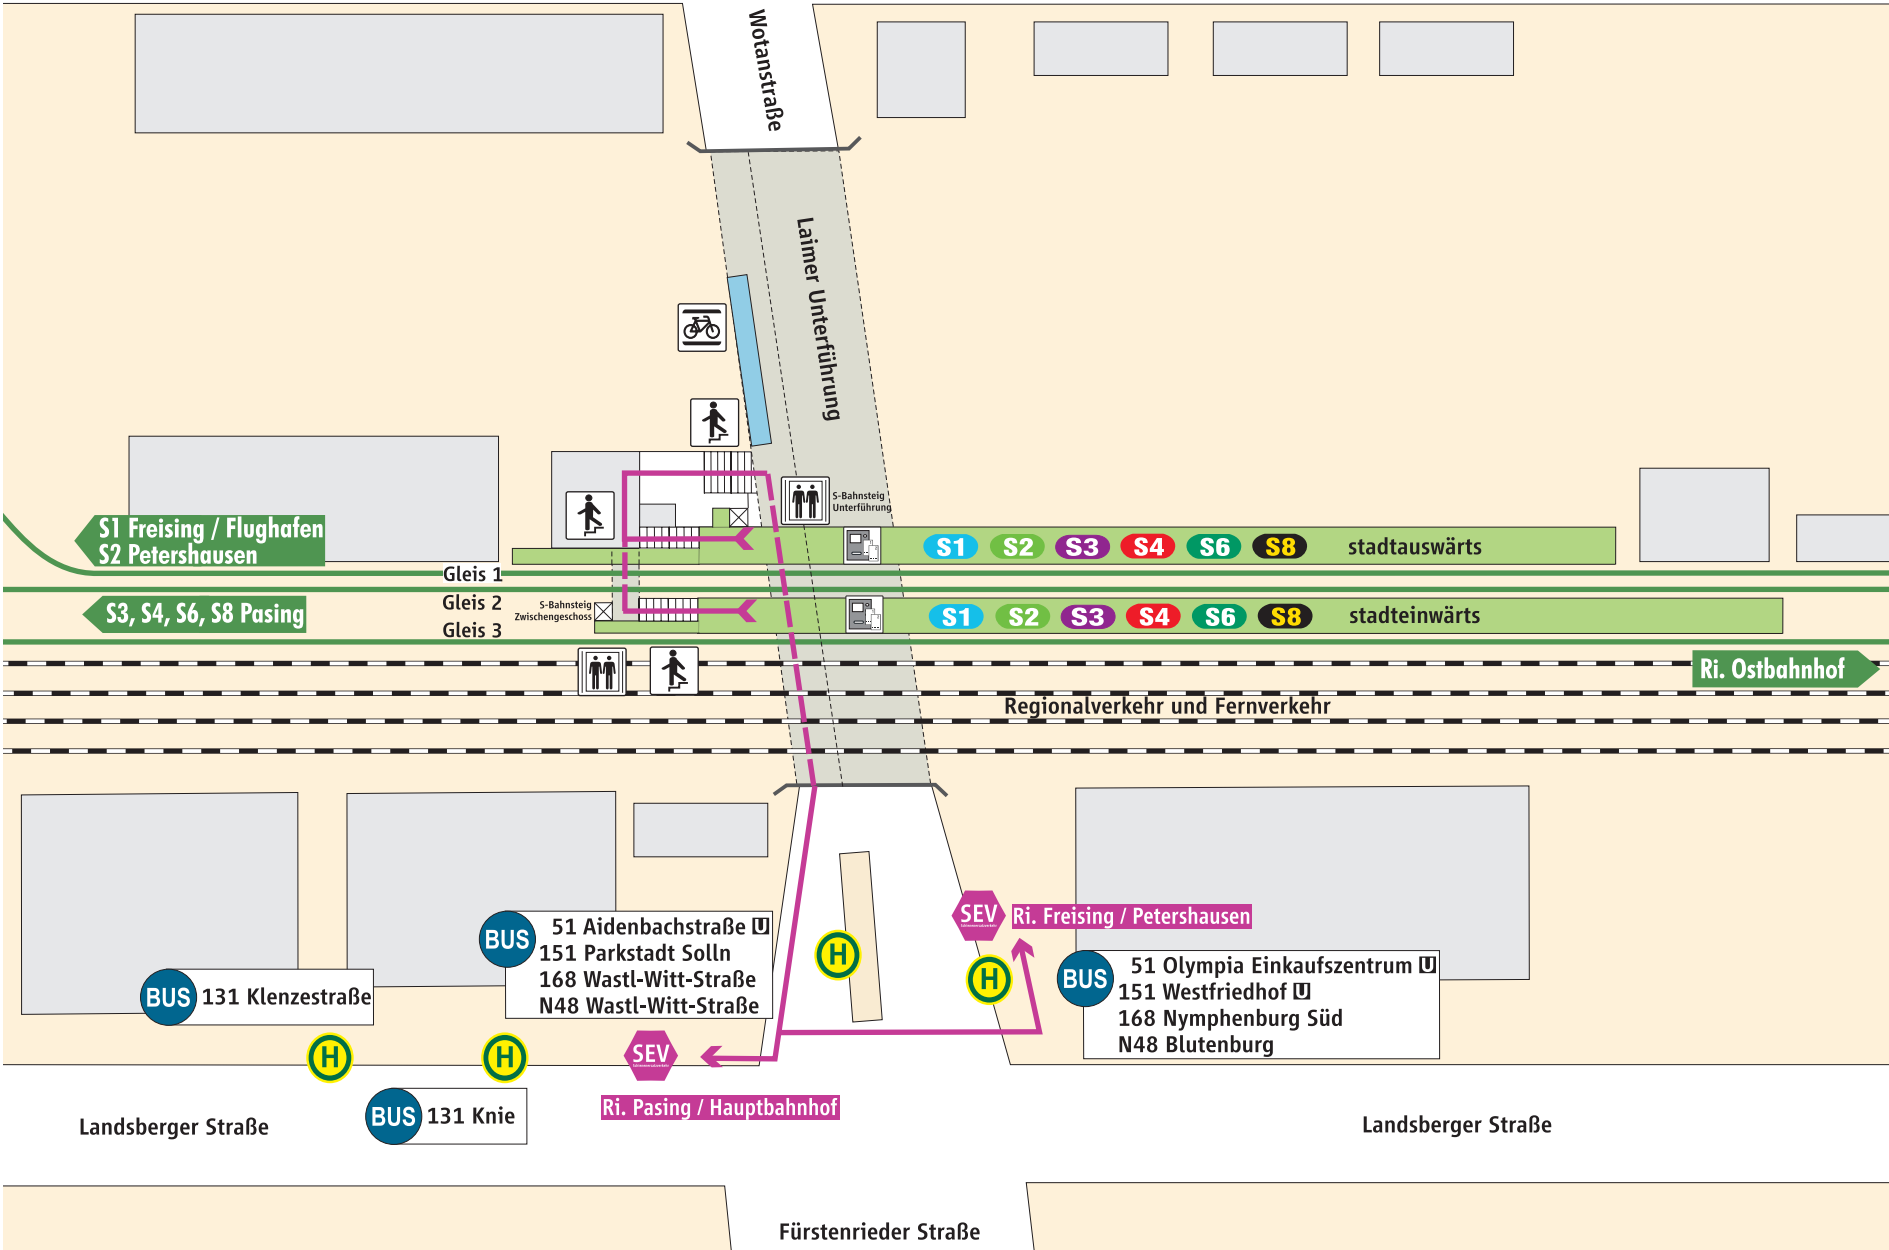 Wotanstraße
Laimer Unterführung
S-Bahnsteig
Unterführung
S1 Freising / Flughafen
S2 Petershausen
S1 S2 S3 S4 S6 S8 stadtauswärts
Gleis 1
Gleis 2
S-Bahnsteig
Zwischengeschoss
S3, S4, S6, S8 Pasing
S1 S2 S3 S4 S6 S8 stadteinwärts
Gleis 3
Ri. Ostbahnhof
Regionalverkehr und Fernverkehr
SEV
Ri. Freising / Petershausen
BUS
51 Aidenbachstraße U
151 Parkstadt Solln
168 Wastl-Witt-Straße
N48 Wastl-Witt-Straße
H
H
BUS
51 Olympia Einkaufszentrum U
151 Westfriedhof U
168 Nymphenburg Süd
N48 Blutenburg
BUS 131 Klenzestraße
H
H
SEV
Ri. Pasing / Hauptbahnhof
BUS 131 Knie
Landsberger Straße
Landsberger Straße
Fürstenrieder Straße